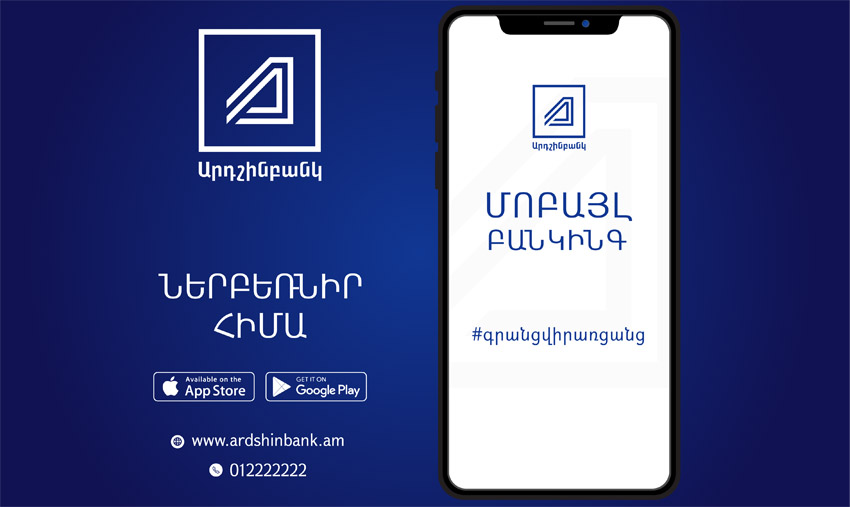 Արդշինբանկ
ՆԵՐԲԵՌՆԻՐ
ՀԻՄԱ
Available on the
App Store
GET IT ON
Google Play
www.ardshinbank.am
012222222
Արդշինբանկ
ՄՈԲԱՅԼ
ԲԱՆԿԻՆԳ
#գրանցվիրառցանց